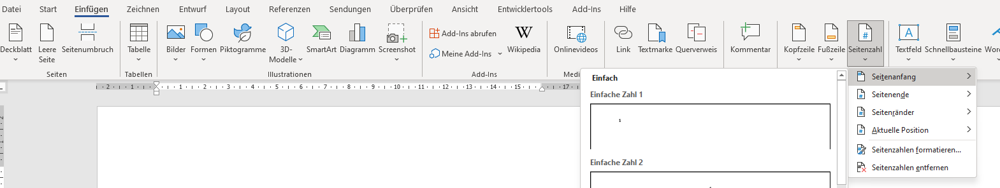 Datei Start Einfügen Zeichnen Entwurf Layout Referenzen Sendungen Überprüfen Ansicht Entwicklertools Add-Ins Hilfe
Deckblatt Leere Seite Seitenumbruch
Seiten
Tabelle
Tabellen
Bilder Formen Piktogramme 3D-Modelle SmartArt Diagramm Screenshot
Illustrationen
Add-Ins abrufen
Meine Add-Ins
Wikipedia
Add-Ins
Onlinevideos
Medi
Link Textmarke Querverweis
Kommentar
Kopfzeile Fußzeile Seitenzahl
Textfeld Schnellbausteine Wor
2 1 1 2 3 4 5 6 7 8 9 10 11 12 13 14 15 17
Einfach
Einfache Zahl 1
1
Einfache Zahl 2
Seitenanfang
Seitenende
Seitenränder
Aktuelle Position
Seitenzahlen formatieren...
Seitenzahlen entfernen